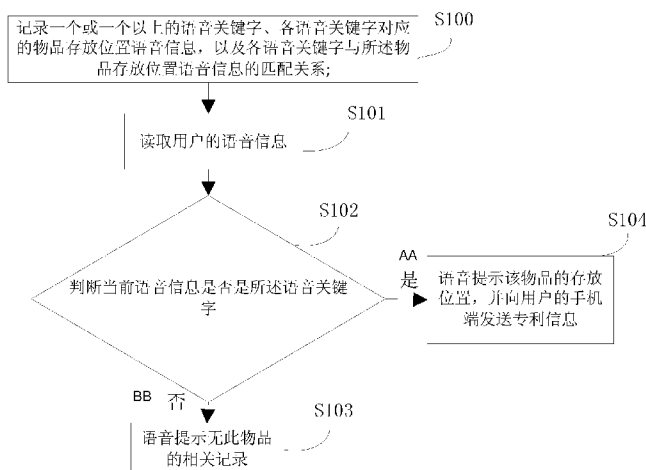 S100
记录一个或一个以上的语音关键字、各语音关键字对应
的物品存放位置语音信息，以及各语音关键字与所述物
品存放位置语音信息的匹配关系;
S101
读取用户的语音信息
S102
判断当前语音信息是否是所述语音关键
字
AA
是
S104
语音提示该物品的存放
位置，并向用户的手机
端发送专利信息
BB 否
S103
语音提示无此物品
的相关记录